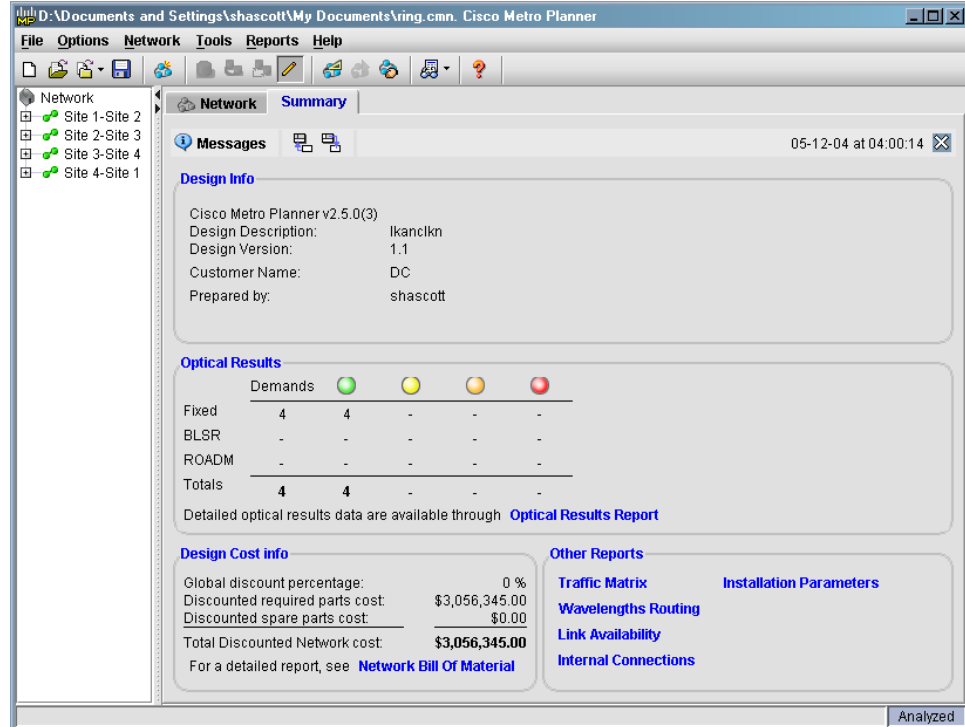 D:\Documents and Settings\shascott\My Documents\ring.cmn. Cisco Metro Planner
File Options Network Tools Reports Help
Network
Site 1-Site 2
Site 2-Site 3
Site 3-Site 4
Site 4-Site 1
Network Summary
Messages 05-12-04 at 04:00:14
Design Info
Cisco Metro Planner v2.5.0(3)
Design Description: lkanclkn
Design Version: 1.1
Customer Name: DC
Prepared by: shascott
Optical Results
Demands
Fixed 4 4 - - -
BLSR - - - - -
ROADM - - - - -
Totals 4 4 - - -
Detailed optical results data are available through Optical Results Report
Design Cost info
Global discount percentage: 0 %
Discounted required parts cost: $3,056,345.00
Discounted spare parts cost: $0.00
Total Discounted Network cost: $3,056,345.00
For a detailed report, see Network Bill Of Material
Other Reports
Traffic Matrix Installation Parameters
Wavelengths Routing
Link Availability
Internal Connections
Analyzed